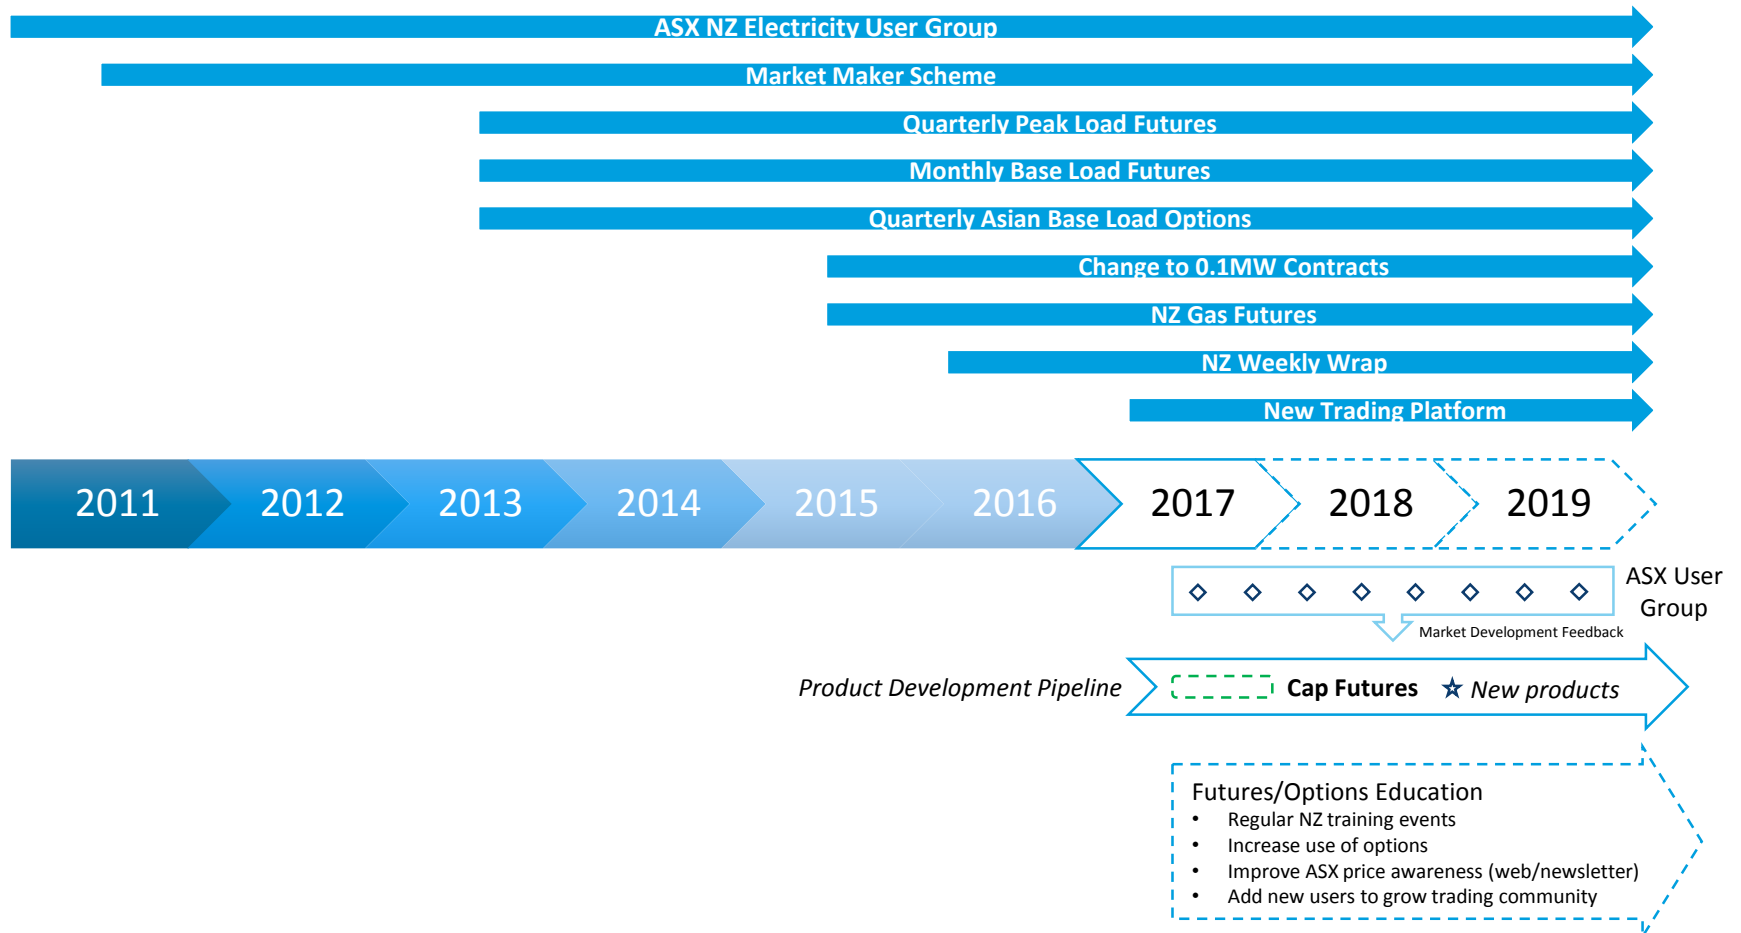 ASX NZ Electricity User Group
Market Maker Scheme
Quarterly Peak Load Futures
Monthly Base Load Futures
Quarterly Asian Base Load Options
Change to 0.1MW Contracts
NZ Gas Futures
NZ Weekly Wrap
New Trading Platform
2011 2012 2013 2014 2015 2016 2017 2018 2019
ASX User
Group
Market Development Feedback
Product Development Pipeline Cap Futures New products
Futures/Options Education
• Regular NZ training events
• Increase use of options
• Improve ASX price awareness (web/newsletter)
• Add new users to grow trading community